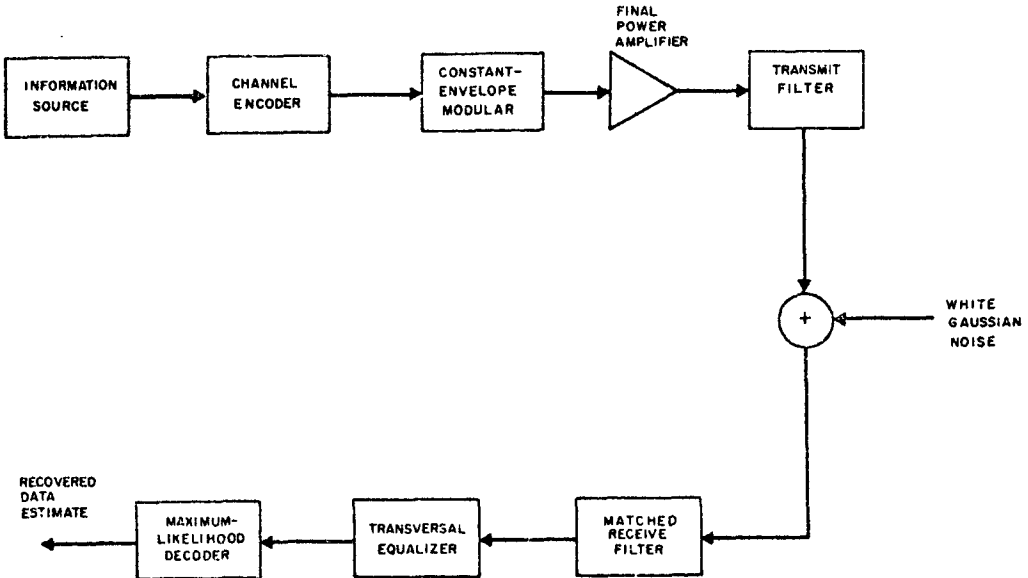 FINAL
POWER
AMPLIFIER
INFORMATION
SOURCE
CHANNEL
ENCODER
CONSTANT-
ENVELOPE
MODULAR
TRANSMIT
FILTER
+
WHITE
GAUSSIAN
NOISE
RECOVERED
DATA
ESTIMATE
MAXIMUM-
LIKELIHOOD
DECODER
TRANSVERSAL
EQUALIZER
MATCHED
RECEIVE
FILTER